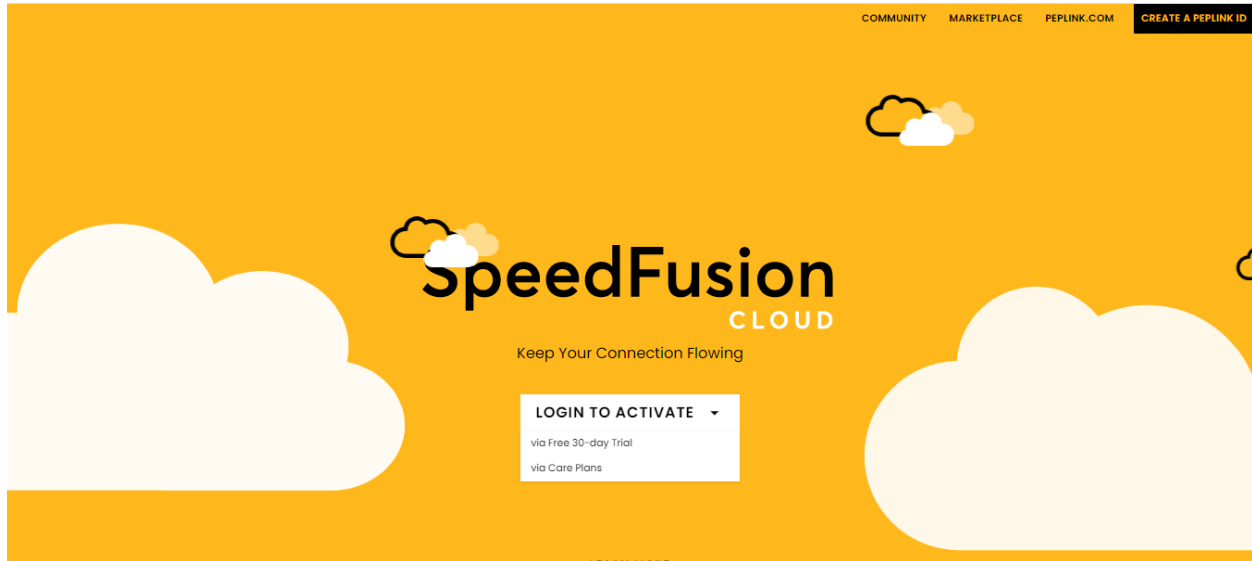 COMMUNITY MARKETPLACE PEPLINK.COM CREATE A PEPLINK ID
SpeedFusion
CLOUD
Keep Your Connection Flowing
LOGIN TO ACTIVATE
via Free 30-day Trial
via Care Plans